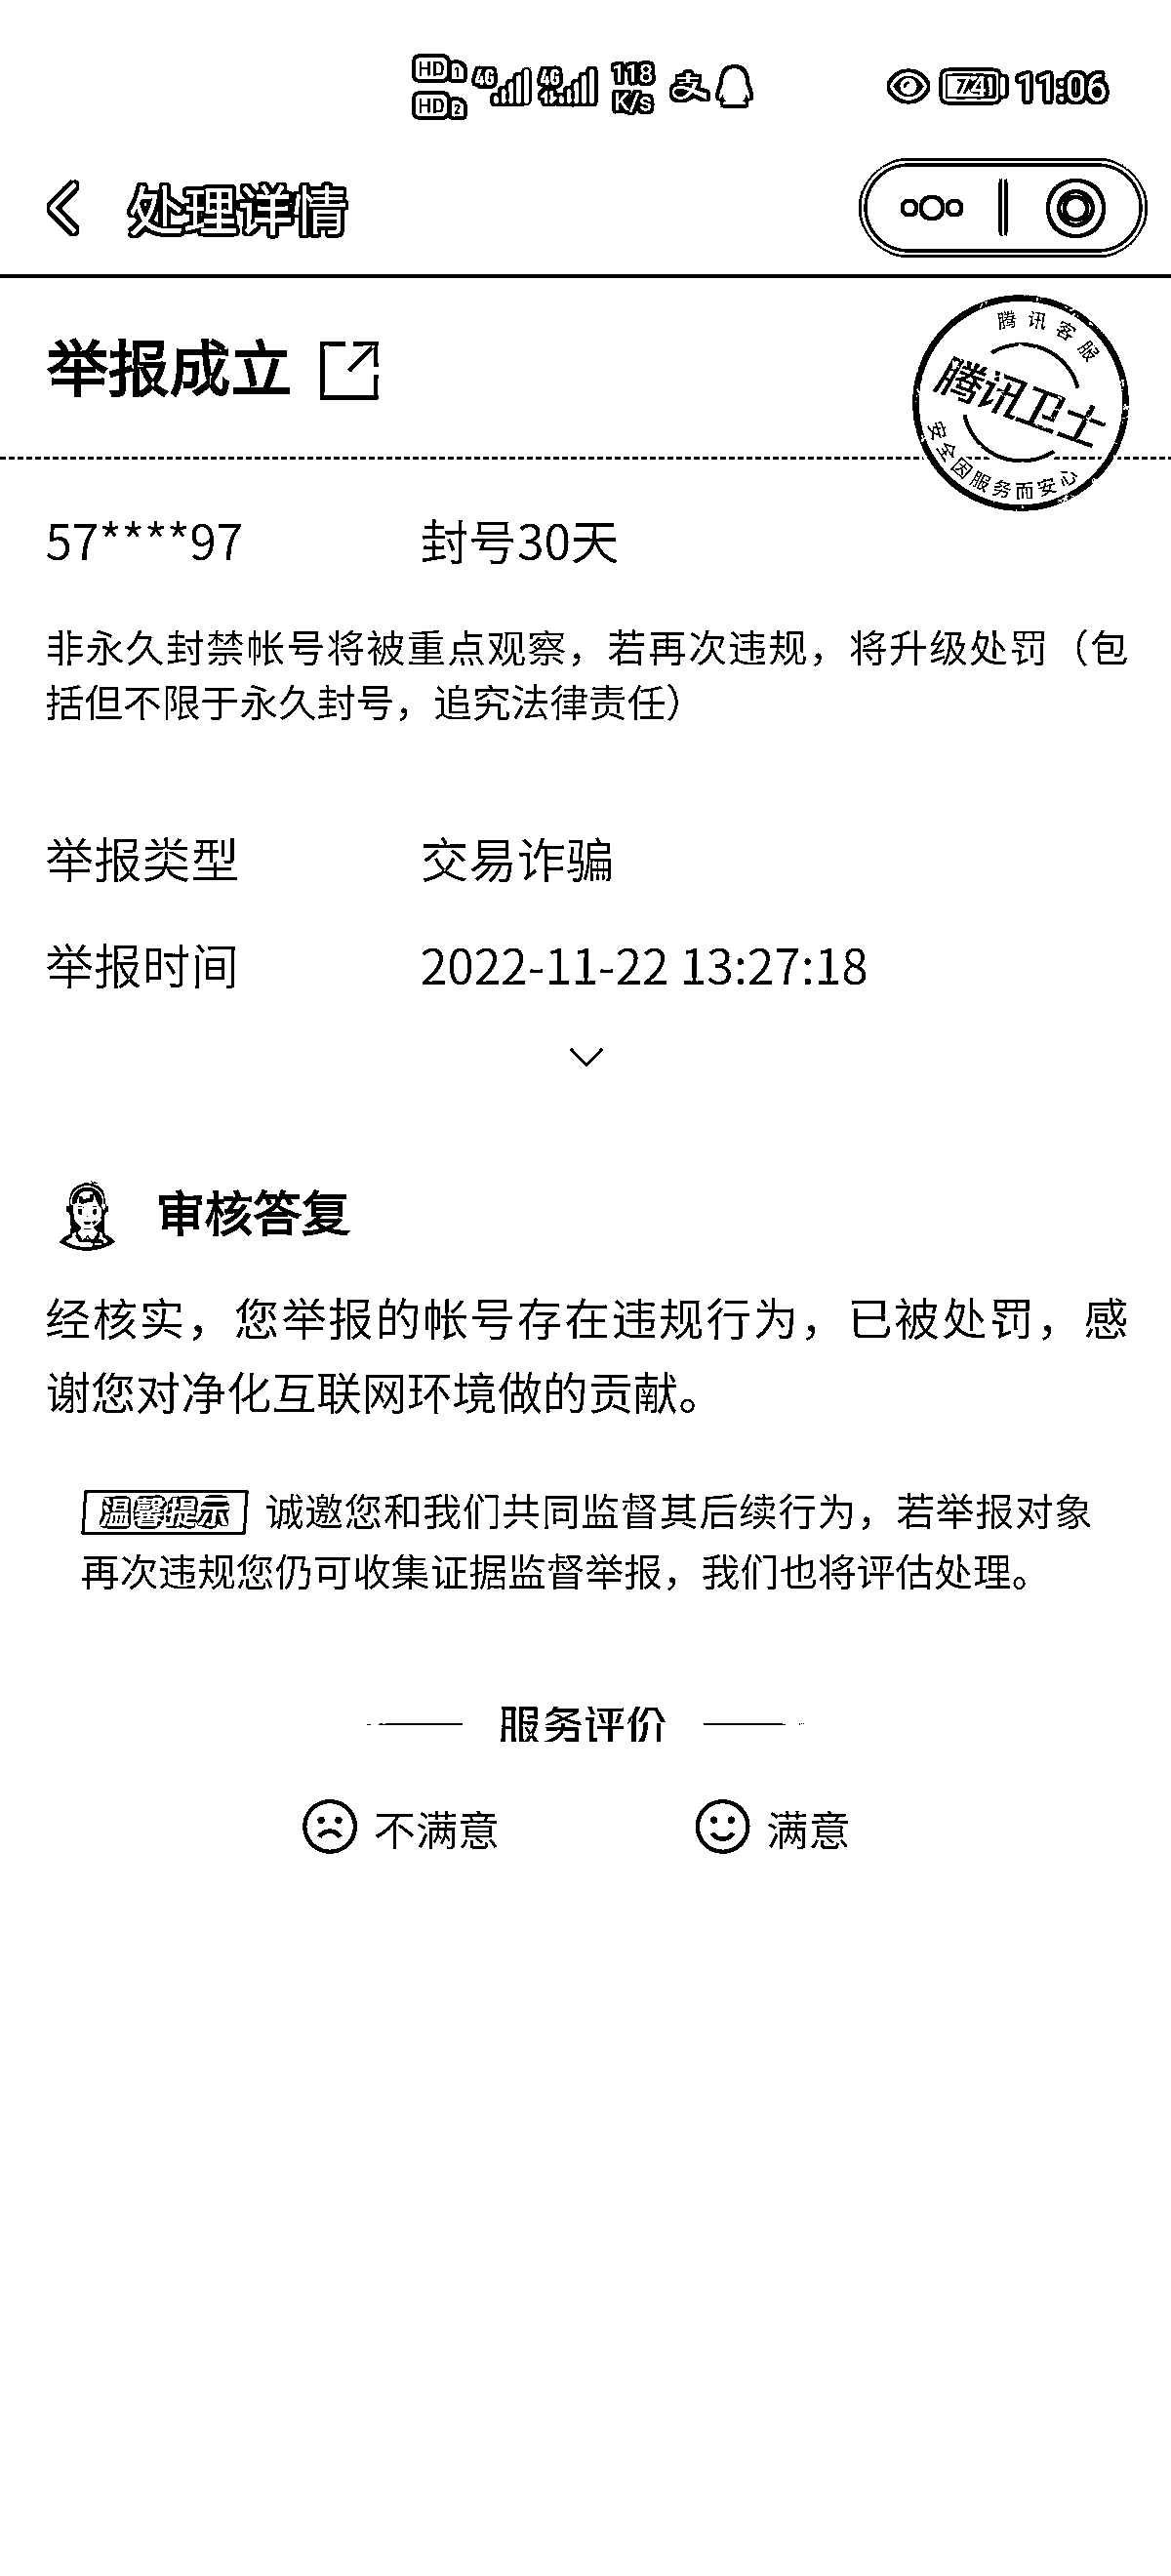 HD 1 4G 4G 118 支 74 11:06
HD 2 K/s
处理详情
举报成立
腾讯客服
腾讯卫士
安全因服务而安心
57****97 封号30天
非永久封禁帐号将被重点观察，若再次违规，将升级处罚（包
括但不限于永久封号，追究法律责任）
举报类型 交易诈骗
举报时间 2022-11-22 13:27:18
审核答复
经核实，您举报的帐号存在违规行为，已被处罚，感
谢您对净化互联网环境做的贡献。
温馨提示 诚邀您和我们共同监督其后续行为，若举报对象
再次违规您仍可收集证据监督举报，我们也将评估处理。
服务评价
不满意 满意